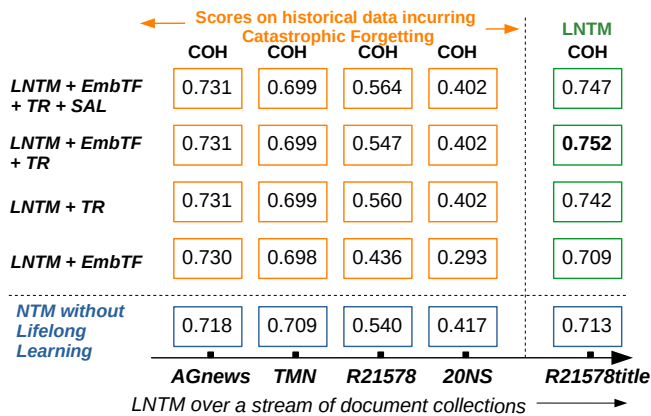 Scores on historical data incurring
Catastrophic Forgetting
LNTM
COH COH COH COH COH
LNTM + EmbTF
+ TR + SAL
0.731 0.699 0.564 0.402 0.747
LNTM + EmbTF
+ TR
0.731 0.699 0.547 0.402 0.752
LNTM + TR
0.731 0.699 0.560 0.402 0.742
LNTM + EmbTF
0.730 0.698 0.436 0.293 0.709
NTM without
Lifelong
Learning
0.718 0.709 0.540 0.417 0.713
AGnews TMN R21578 20NS R21578title
LNTM over a stream of document collections